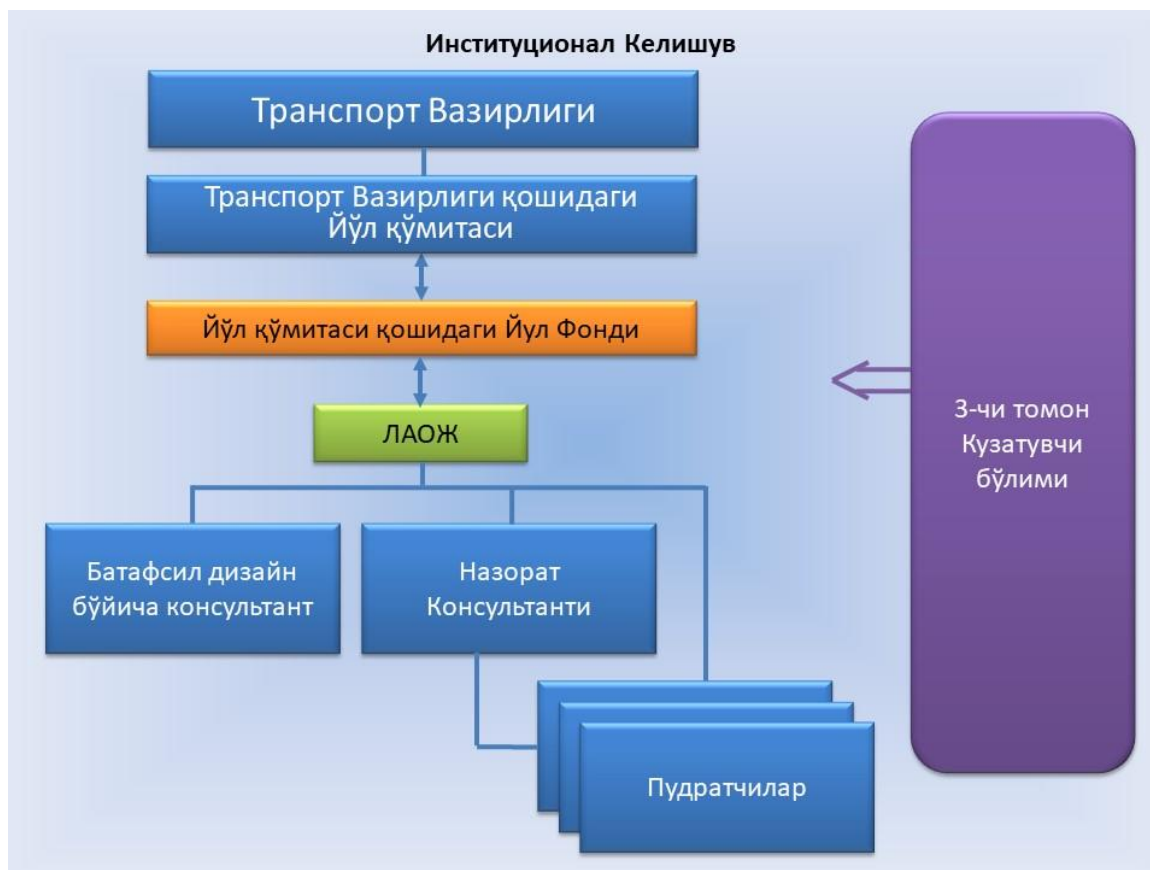 Институционал Келишув
Транспорт Вазирлиги
Транспорт Вазирлиги қошидаги
Йўл қўмитаси
Йўл қўмитаси қошидаги Йул Фонди
ЛАОЖ
3-чи томон
Кузатувчи
бўлими
Батафсил дизайн
бўйича консультант
Назорат
Консультанти
Пудратчилар